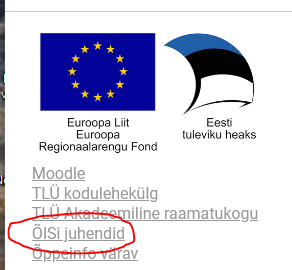 Euroopa Liit
Euroopa
Regionaalarengu Fond
Eesti
tuleviku heaks
Moodle
TLÜ kodulehekülg
TLÜ Akadeemiline raamatukogu
ÕISi juhendid
Õppeinfo värav